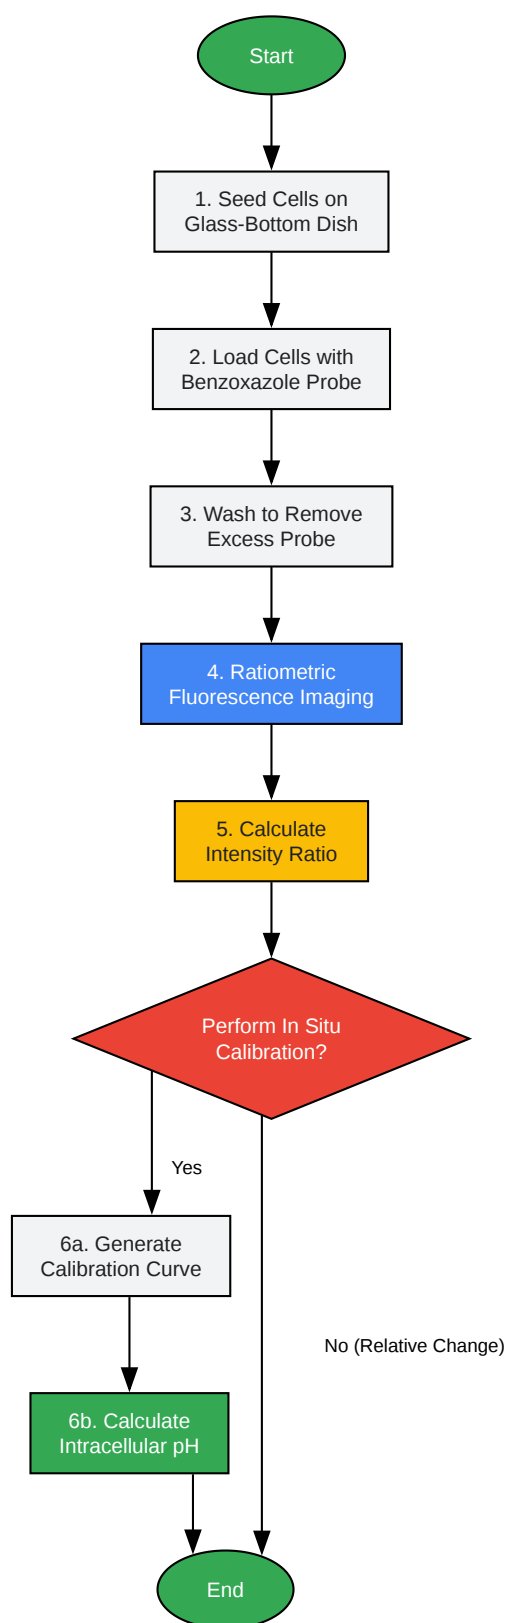 Start
1. Seed Cells on
Glass-Bottom Dish
2. Load Cells with
Benzoxazole Probe
3. Wash to Remove
Excess Probe
4. Ratiometric
Fluorescence Imaging
5. Calculate
Intensity Ratio
Perform In Situ
Calibration?
Yes
6a. Generate
Calibration Curve
No (Relative Change)
6b. Calculate
Intracellular pH
End